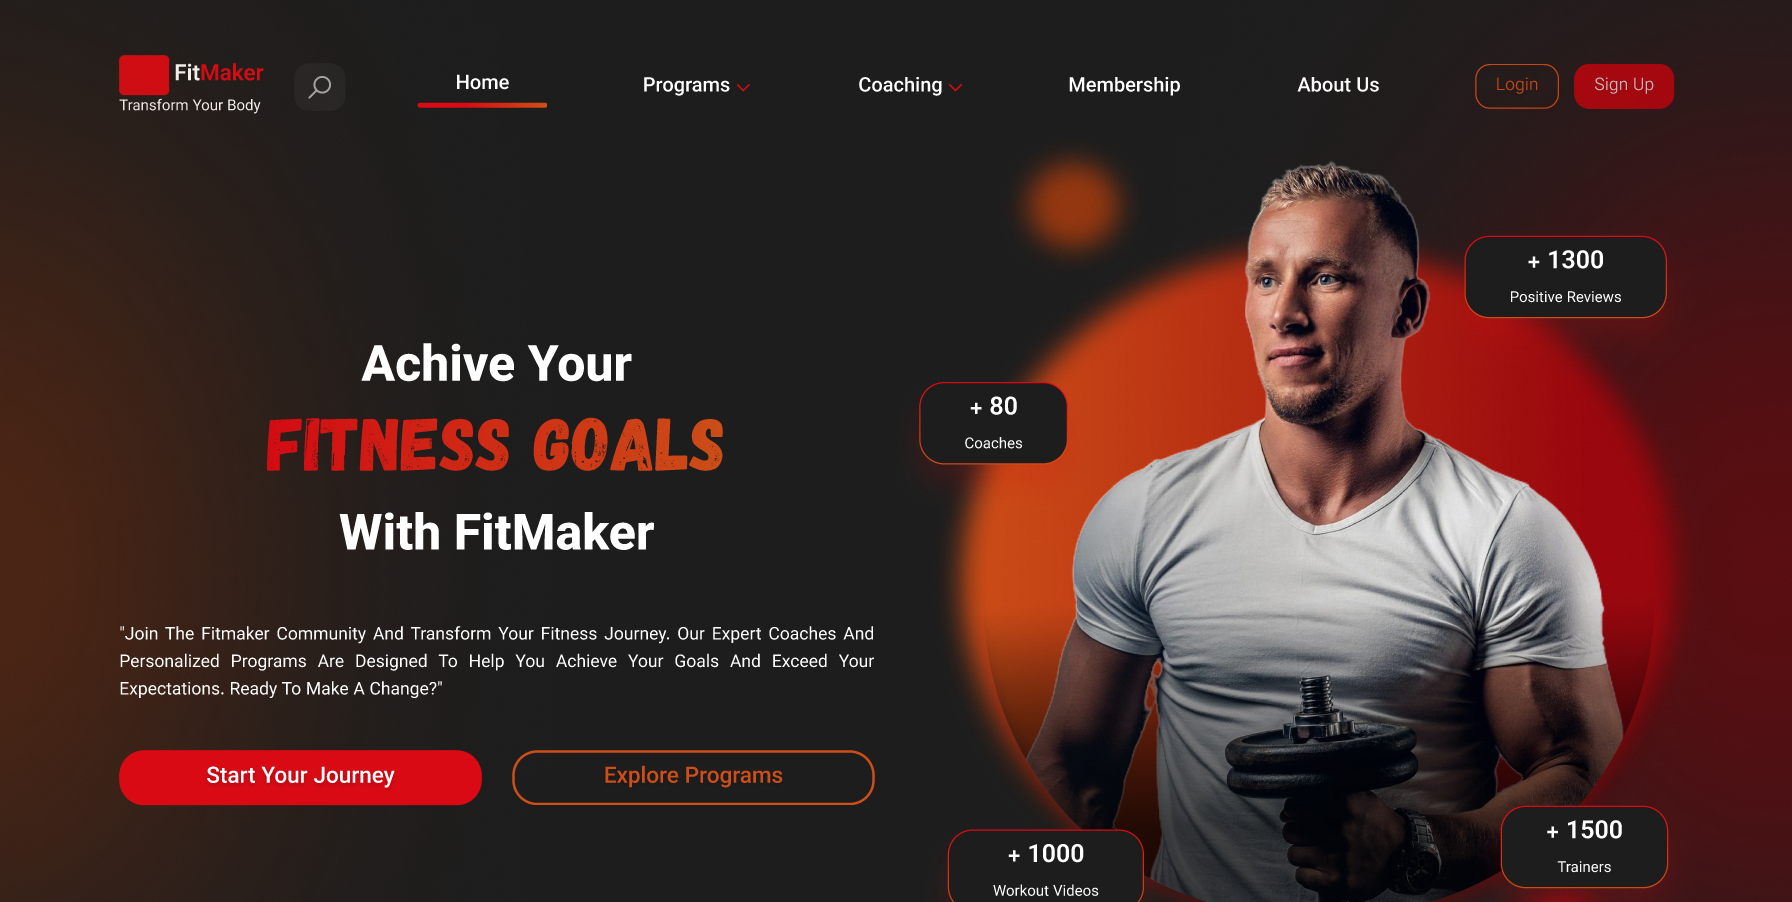 FitMaker
Transform Your Body
Home
Programs
Coaching
Membership
About Us
Login
Sign Up
+ 1300
Positive Reviews
Achive Your
FITNESS GOALS
With FitMaker
+ 80
Coaches
"Join The Fitmaker Community And Transform Your Fitness Journey. Our Expert Coaches And
Personalized Programs Are Designed To Help You Achieve Your Goals And Exceed Your
Expectations. Ready To Make A Change?"
Start Your Journey
Explore Programs
+ 1000
Workout Videos
+ 1500
Trainers